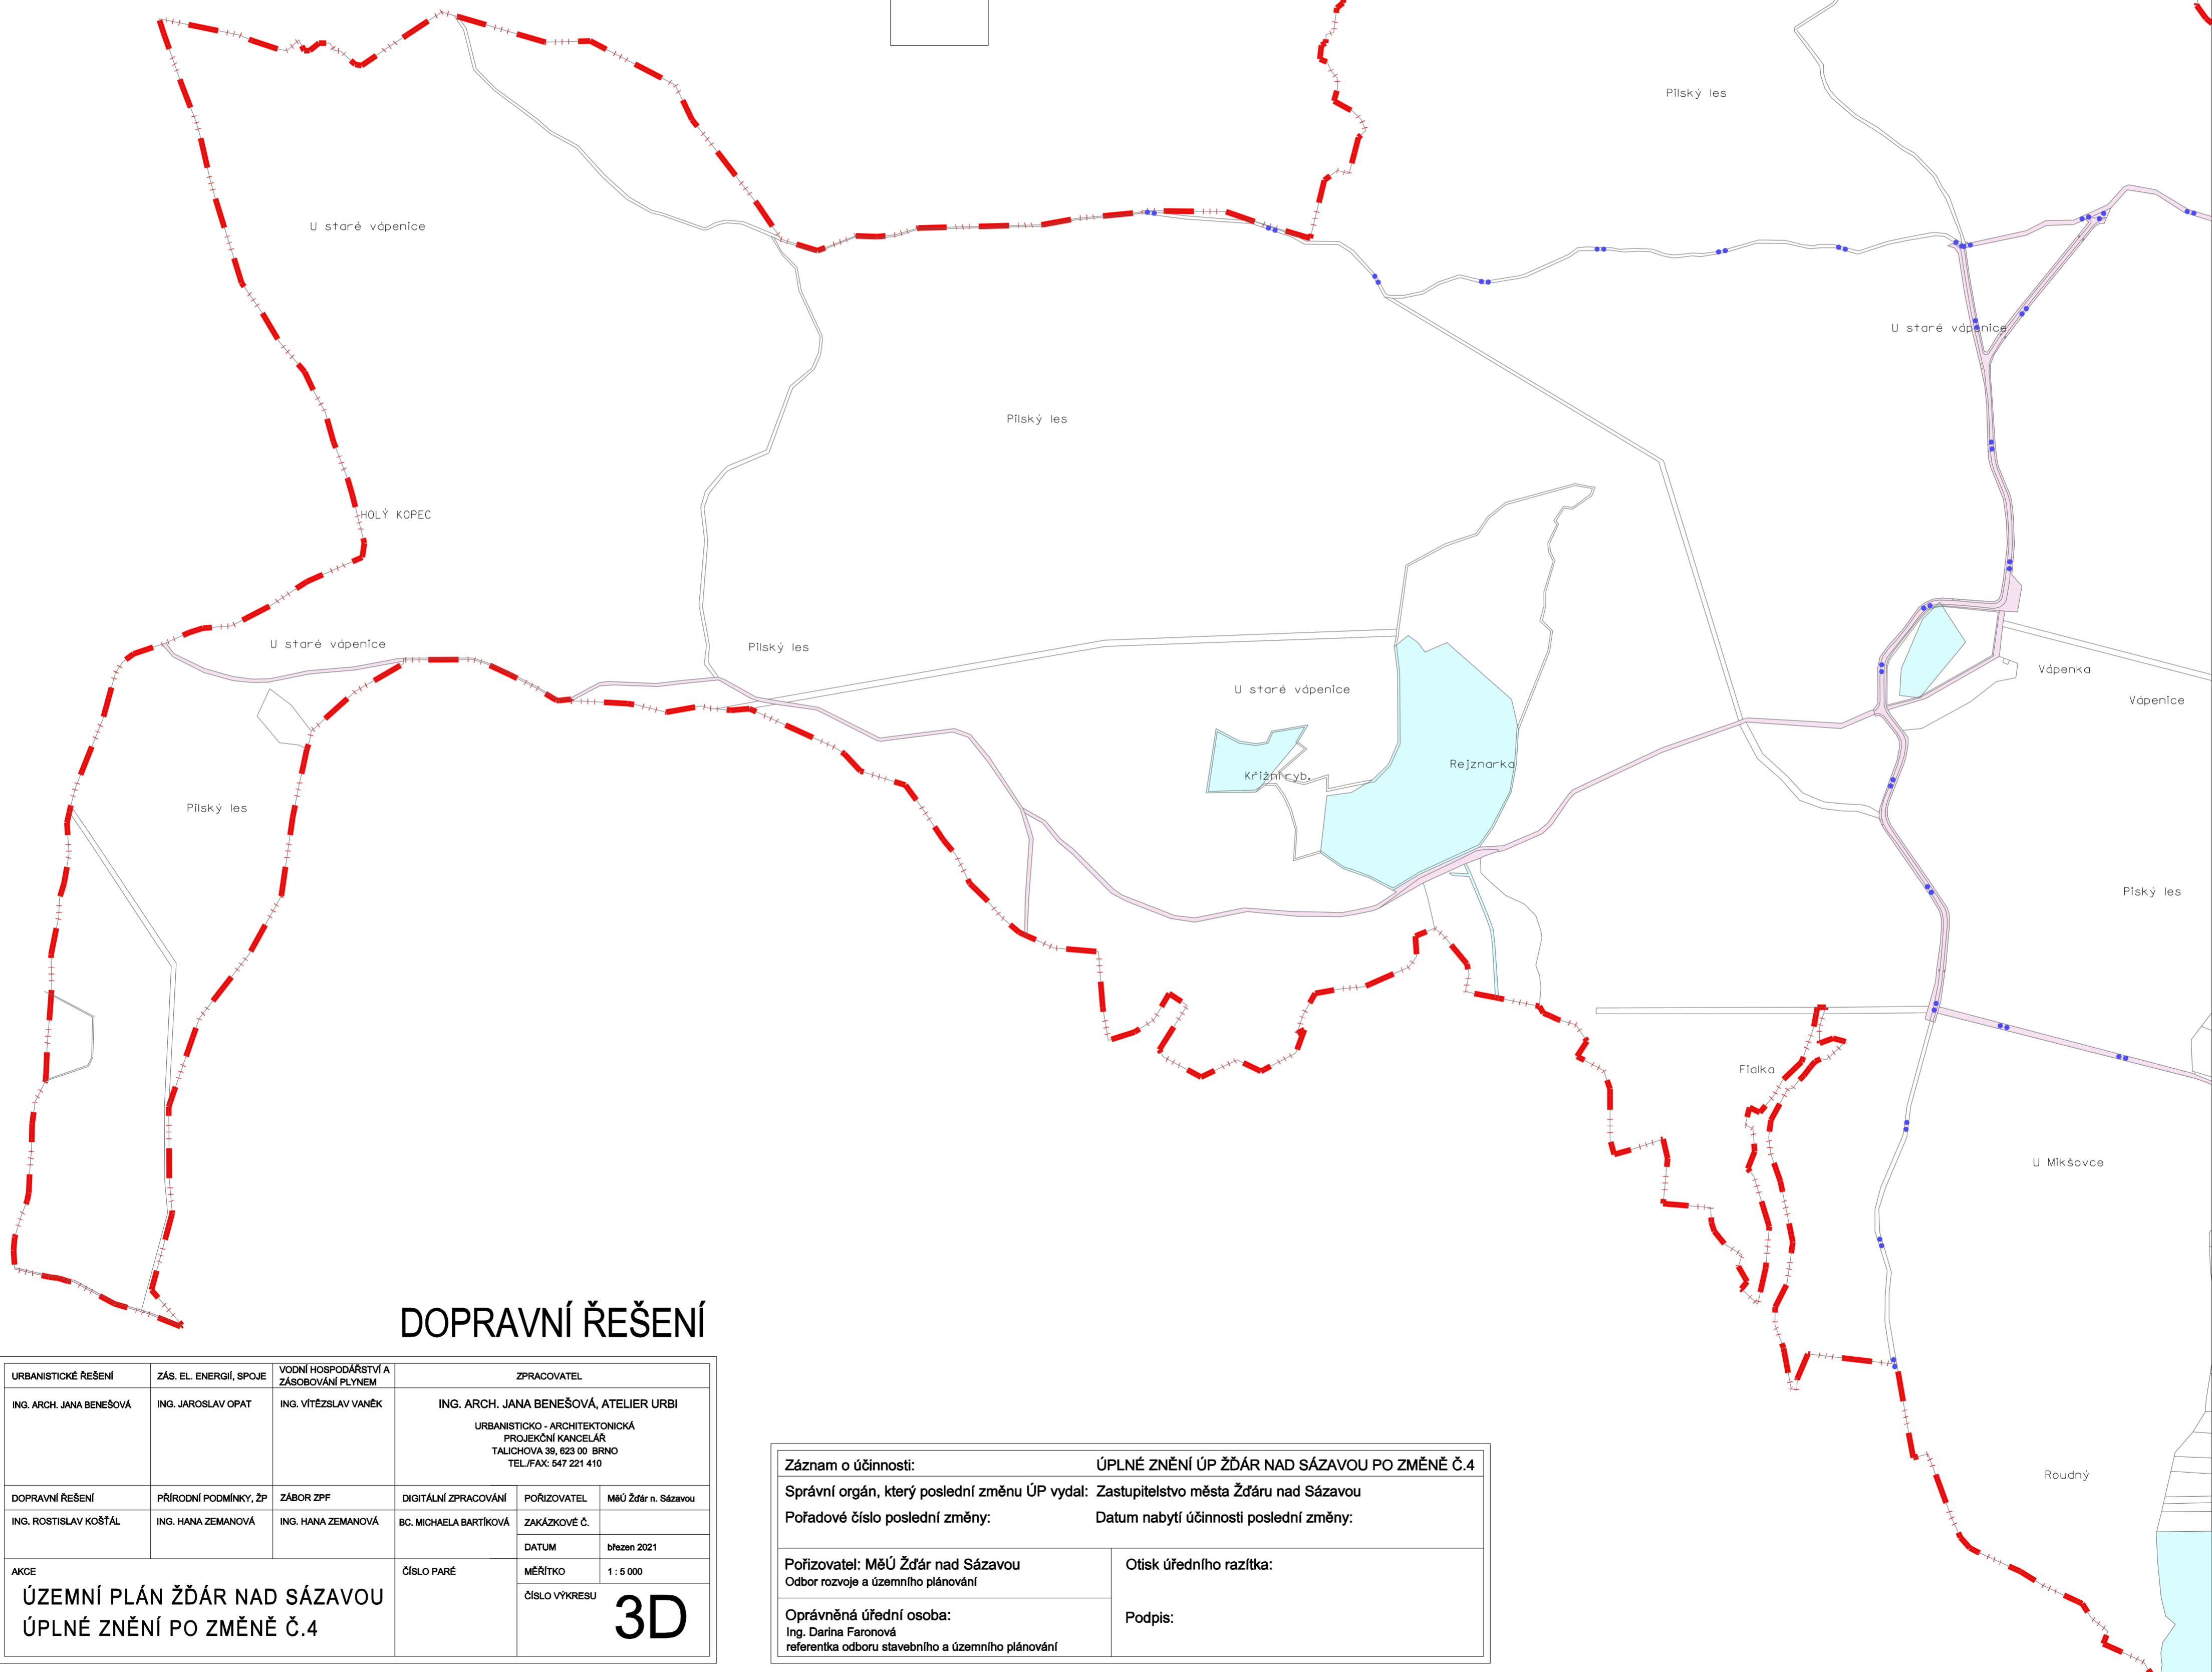 Pilský les
U staré vápenice
U staré vápenice
Pilský les
HOLÝ KOPEC
U staré vápenice
Pilský les
Vápenka
U staré vápenice
Vápenice
Rejznarka
Křižní ryb.
Pilský les
Píský les
Fialka
U Mikšovce
Roudný
DOPRAVNÍ ŘEŠENÍ
URBANISTICKÉ ŘEŠENÍ
ZÁS. EL. ENERGIÍ, SPOJE
VODNÍ HOSPODÁŘSTVÍ A
ZÁSOBOVÁNÍ PLYNEM
ZPRACOVATEL
ING. ARCH. JANA BENEŠOVÁ
ING. JAROSLAV OPAT
ING. VÍTĚZSLAV VANĚK
ING. ARCH. JANA BENEŠOVÁ, ATELIER URBI
URBANISTICKO - ARCHITEKTONICKÁ
PROJEKČNÍ KANCELÁŘ
TALICHOVA 39, 623 00 BRNO
TEL./FAX: 547 221 410
DOPRAVNÍ ŘEŠENÍ
PŘÍRODNÍ PODMÍNKY, ŽP
ZÁBOR ZPF
DIGITÁLNÍ ZPRACOVÁNÍ
POŘIZOVATEL
MěÚ Žďár n. Sázavou
ING. ROSTISLAV KOŠŤÁL
ING. HANA ZEMANOVÁ
ING. HANA ZEMANOVÁ
BC. MICHAELA BARTÍKOVÁ
ZAKÁZKOVÉ Č.
DATUM
březen 2021
AKCE
ČÍSLO PARÉ
MĚŘÍTKO
1 : 5 000
ÚZEMNÍ PLÁN ŽĎÁR NAD SÁZAVOU
ÚPLNÉ ZNĚNÍ PO ZMĚNĚ Č.4
ČÍSLO VÝKRESU
3D
Záznam o účinnosti:
ÚPLNÉ ZNĚNÍ ÚP ŽĎÁR NAD SÁZAVOU PO ZMĚNĚ Č.4
Správní orgán, který poslední změnu ÚP vydal: Zastupitelstvo města Žďáru nad Sázavou
Pořadové číslo poslední změny:
Datum nabytí účinnosti poslední změny:
Pořizovatel: MěÚ Žďár nad Sázavou
Odbor rozvoje a územního plánování
Otisk úředního razítka:
Oprávněná úřední osoba:
Ing. Darina Faronová
referentka odboru stavebního a územního plánování
Podpis: